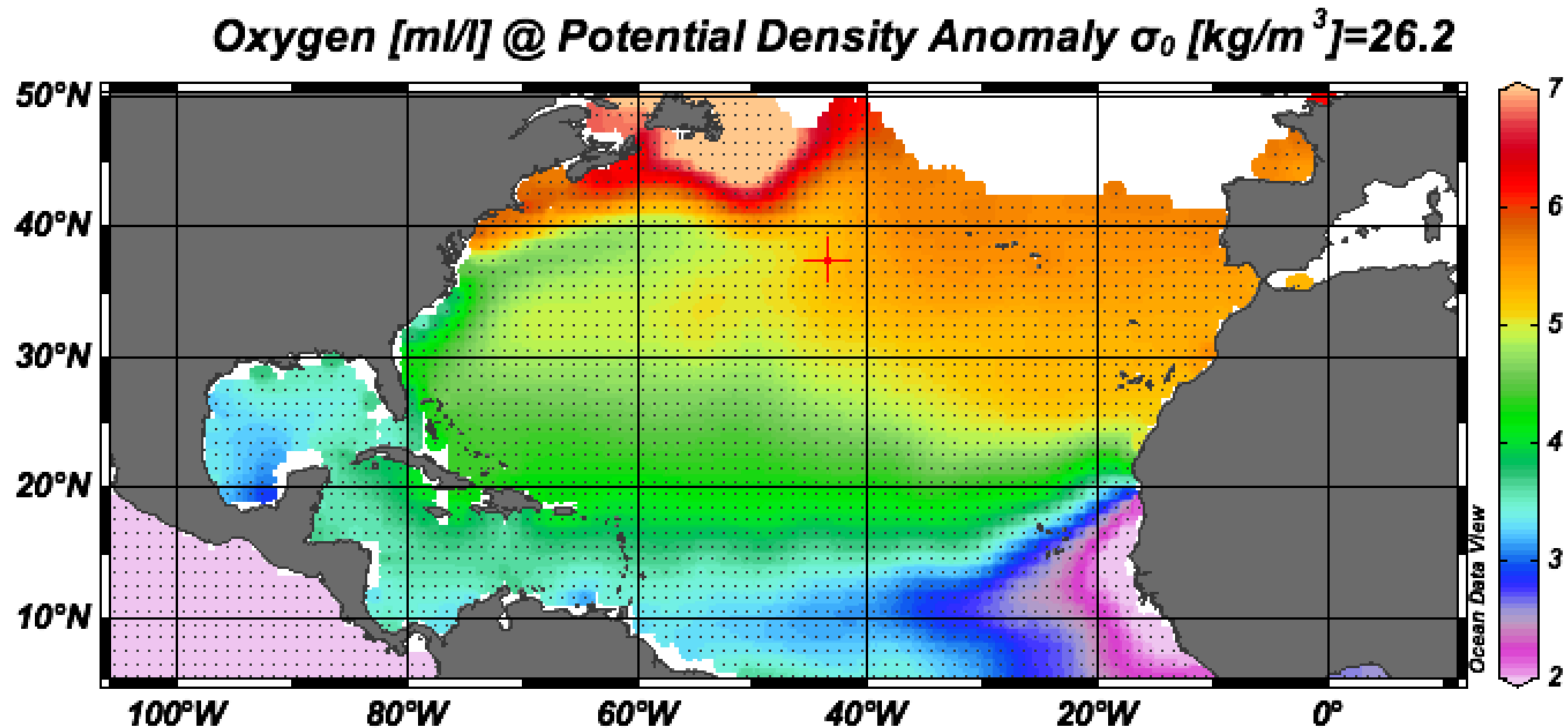 Oxygen [ml/l] @ Potential Density Anomaly σ₀ [kg/m³]=26.2
50°N
40°N
30°N
20°N
10°N
100°W
80°W
60°W
40°W
20°W
0°W
7
6
5
4
3
2
Ocean Data View